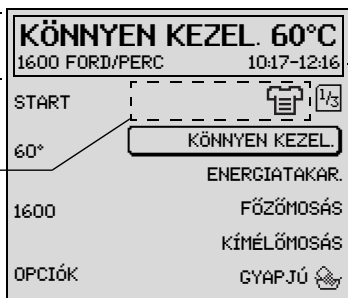 KÖNNYEN KEZEL. 60°C
1600 FORD/PERC 10:17-12:16
START 1/3
60° KÖNNYEN KEZEL.
ENERGIATAKAR.
1600 FŐZŐMOSÁS
KÍMÉLŐMOSÁS
OPCIÓK GYAPJÚ